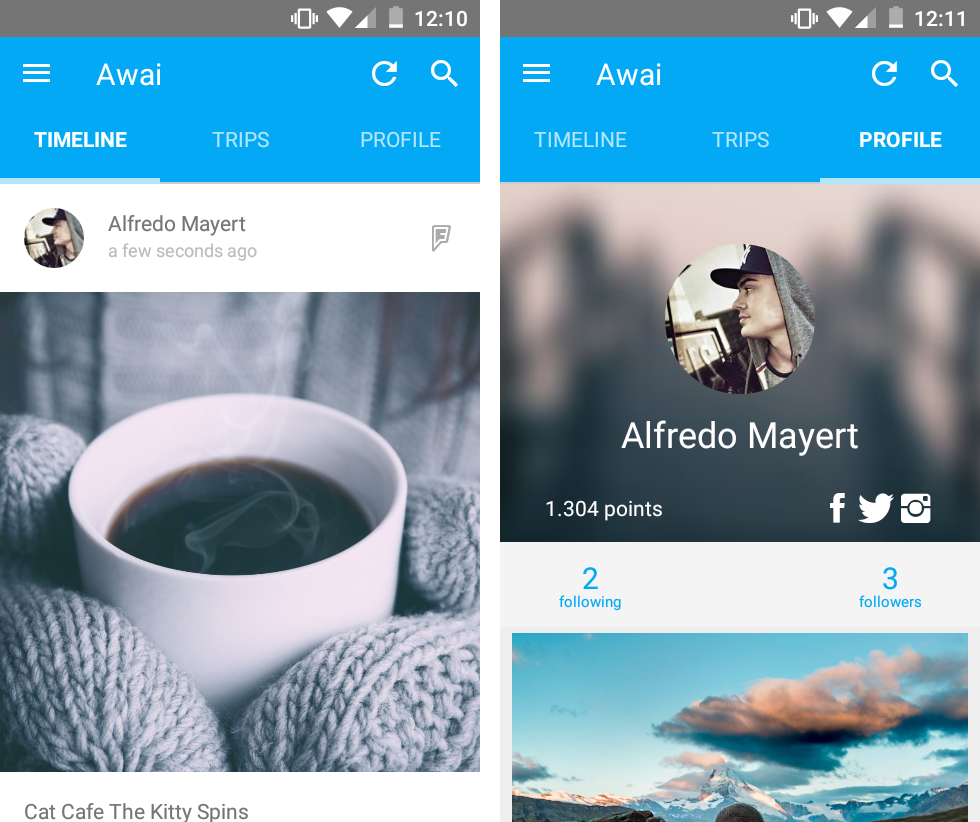 12:10
Awai
TIMELINE TRIPS PROFILE
Alfredo Mayert
a few seconds ago
Cat Cafe The Kitty Spins
12:11
Awai
TIMELINE TRIPS PROFILE
Alfredo Mayert
1.304 points
2
following
3
followers